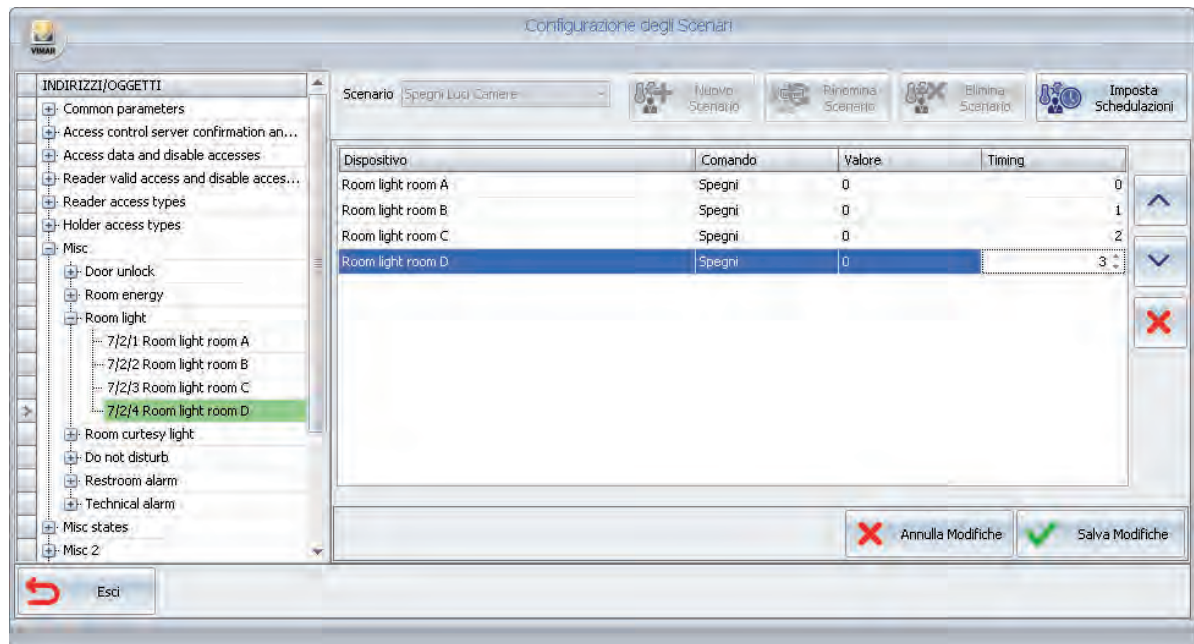 Configurazione degli Scenari
VIMAR
INDIRIZZI/OGGETTI
Common parameters
Access control server confirmation an...
Access data and disable accesses
Reader valid access and disable acces...
Reader access types
Holder access types
Misc
Door unlock
Room energy
Room light
7/2/1 Room light room A
7/2/2 Room light room B
7/2/3 Room light room C
7/2/4 Room light room D
Room curtesy light
Do not disturb
Restroom alarm
Technical alarm
Misc states
Misc 2
Scenario Spegni Luci Camere
Nuovo Scenario
Rinomina Scenario
Elimina Scenario
Imposta Schedulazioni
Dispositivo Comando Valore Timing
Room light room A Spegni 0 0
Room light room B Spegni 0 1
Room light room C Spegni 0 2
Room light room D Spegni 0 3
Annulla Modifiche
Salva Modifiche
Esci